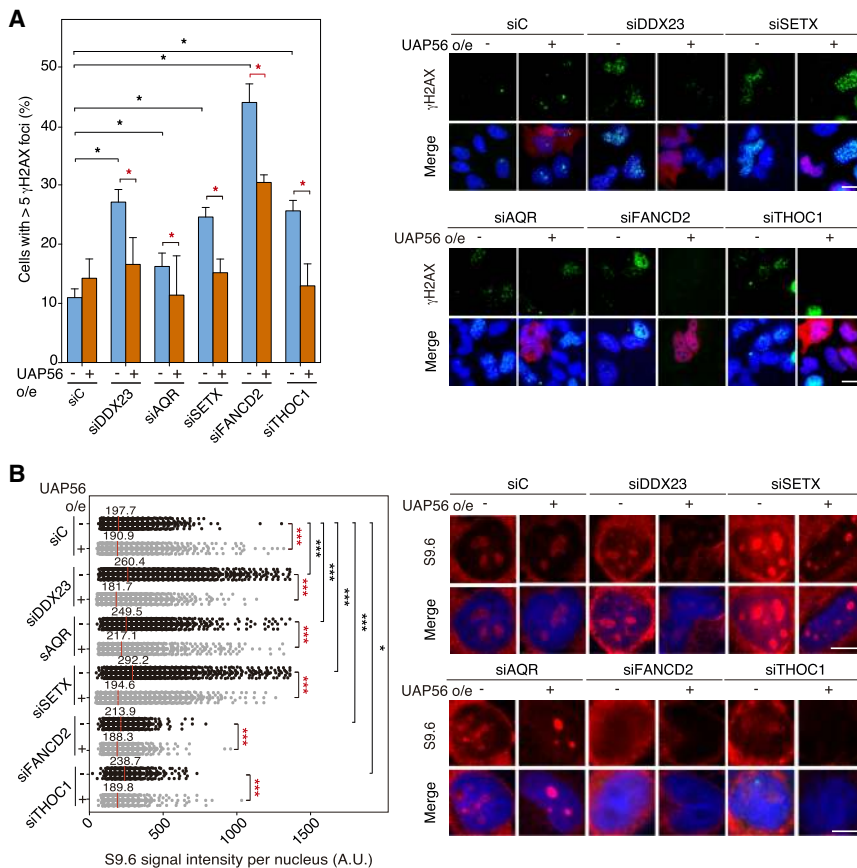 A
Cells with > 5 γH2AX foci (%)
50
40
30
20
10
0
*
*
*
*
*
*
*
*
*
*
UAP56 o/e
- + - + - + - + - + - +
siC siDDX23 siAQR siSETX siFANCD2 siTHOC1
siC siDDX23 siSETX
UAP56 o/e - + - + - +
γH2AX
Merge
siAQR siFANCD2 siTHOC1
UAP56 o/e - + - + - +
γH2AX
Merge
B
UAP56
o/e
siC - 197.7
+ 190.9
siDDX23 - 260.4
+ 181.7
sAQR - 249.5
+ 217.1
siSETX - 292.2
+ 194.6
siFANCD2 - 213.9
+ 188.3
siTHOC1 - 238.7
+ 189.8
***
***
***
***
***
***
***
***
***
***
*
0 500 1000 1500
S9.6 signal intensity per nucleus (A.U.)
siC siDDX23 siSETX
UAP56 o/e - + - + - +
S9.6
Merge
siAQR siFANCD2 siTHOC1
UAP56 o/e - + - + - +
S9.6
Merge